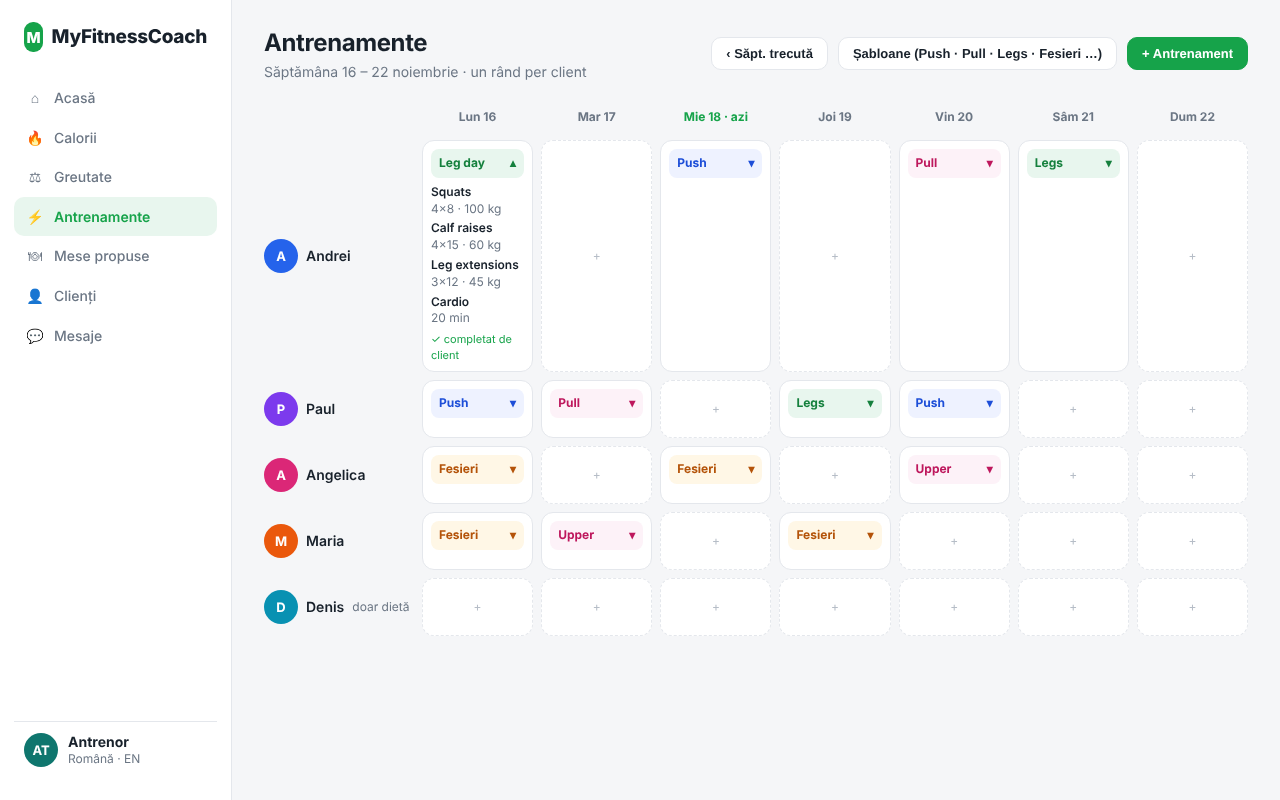 M MyFitnessCoach
Acasă
Calorii
Greutate
Antrenamente
Mese propuse
Clienți
Mesaje
AT
Antrenor
Română · EN
Antrenamente
Săptămâna 16 – 22 noiembrie · un rând per client
‹ Săpt. trecută
Șabloane (Push · Pull · Legs · Fesieri …)
+ Antrenament
Lun 16
Mar 17
Mie 18 · azi
Joi 19
Vin 20
Sâm 21
Dum 22
A Andrei
Leg day ▲
Squats
4×8 · 100 kg
Calf raises
4×15 · 60 kg
Leg extensions
3×12 · 45 kg
Cardio
20 min
✓ completat de
client
+
Push ▼
+
Pull ▼
Legs ▼
+
P Paul
Push ▼
Pull ▼
+
Legs ▼
Push ▼
+
+
A Angelica
Fesieri ▼
+
Fesieri ▼
+
Upper ▼
+
+
M Maria
Fesieri ▼
Upper ▼
+
Fesieri ▼
+
+
+
D Denis doar dietă
+
+
+
+
+
+
+